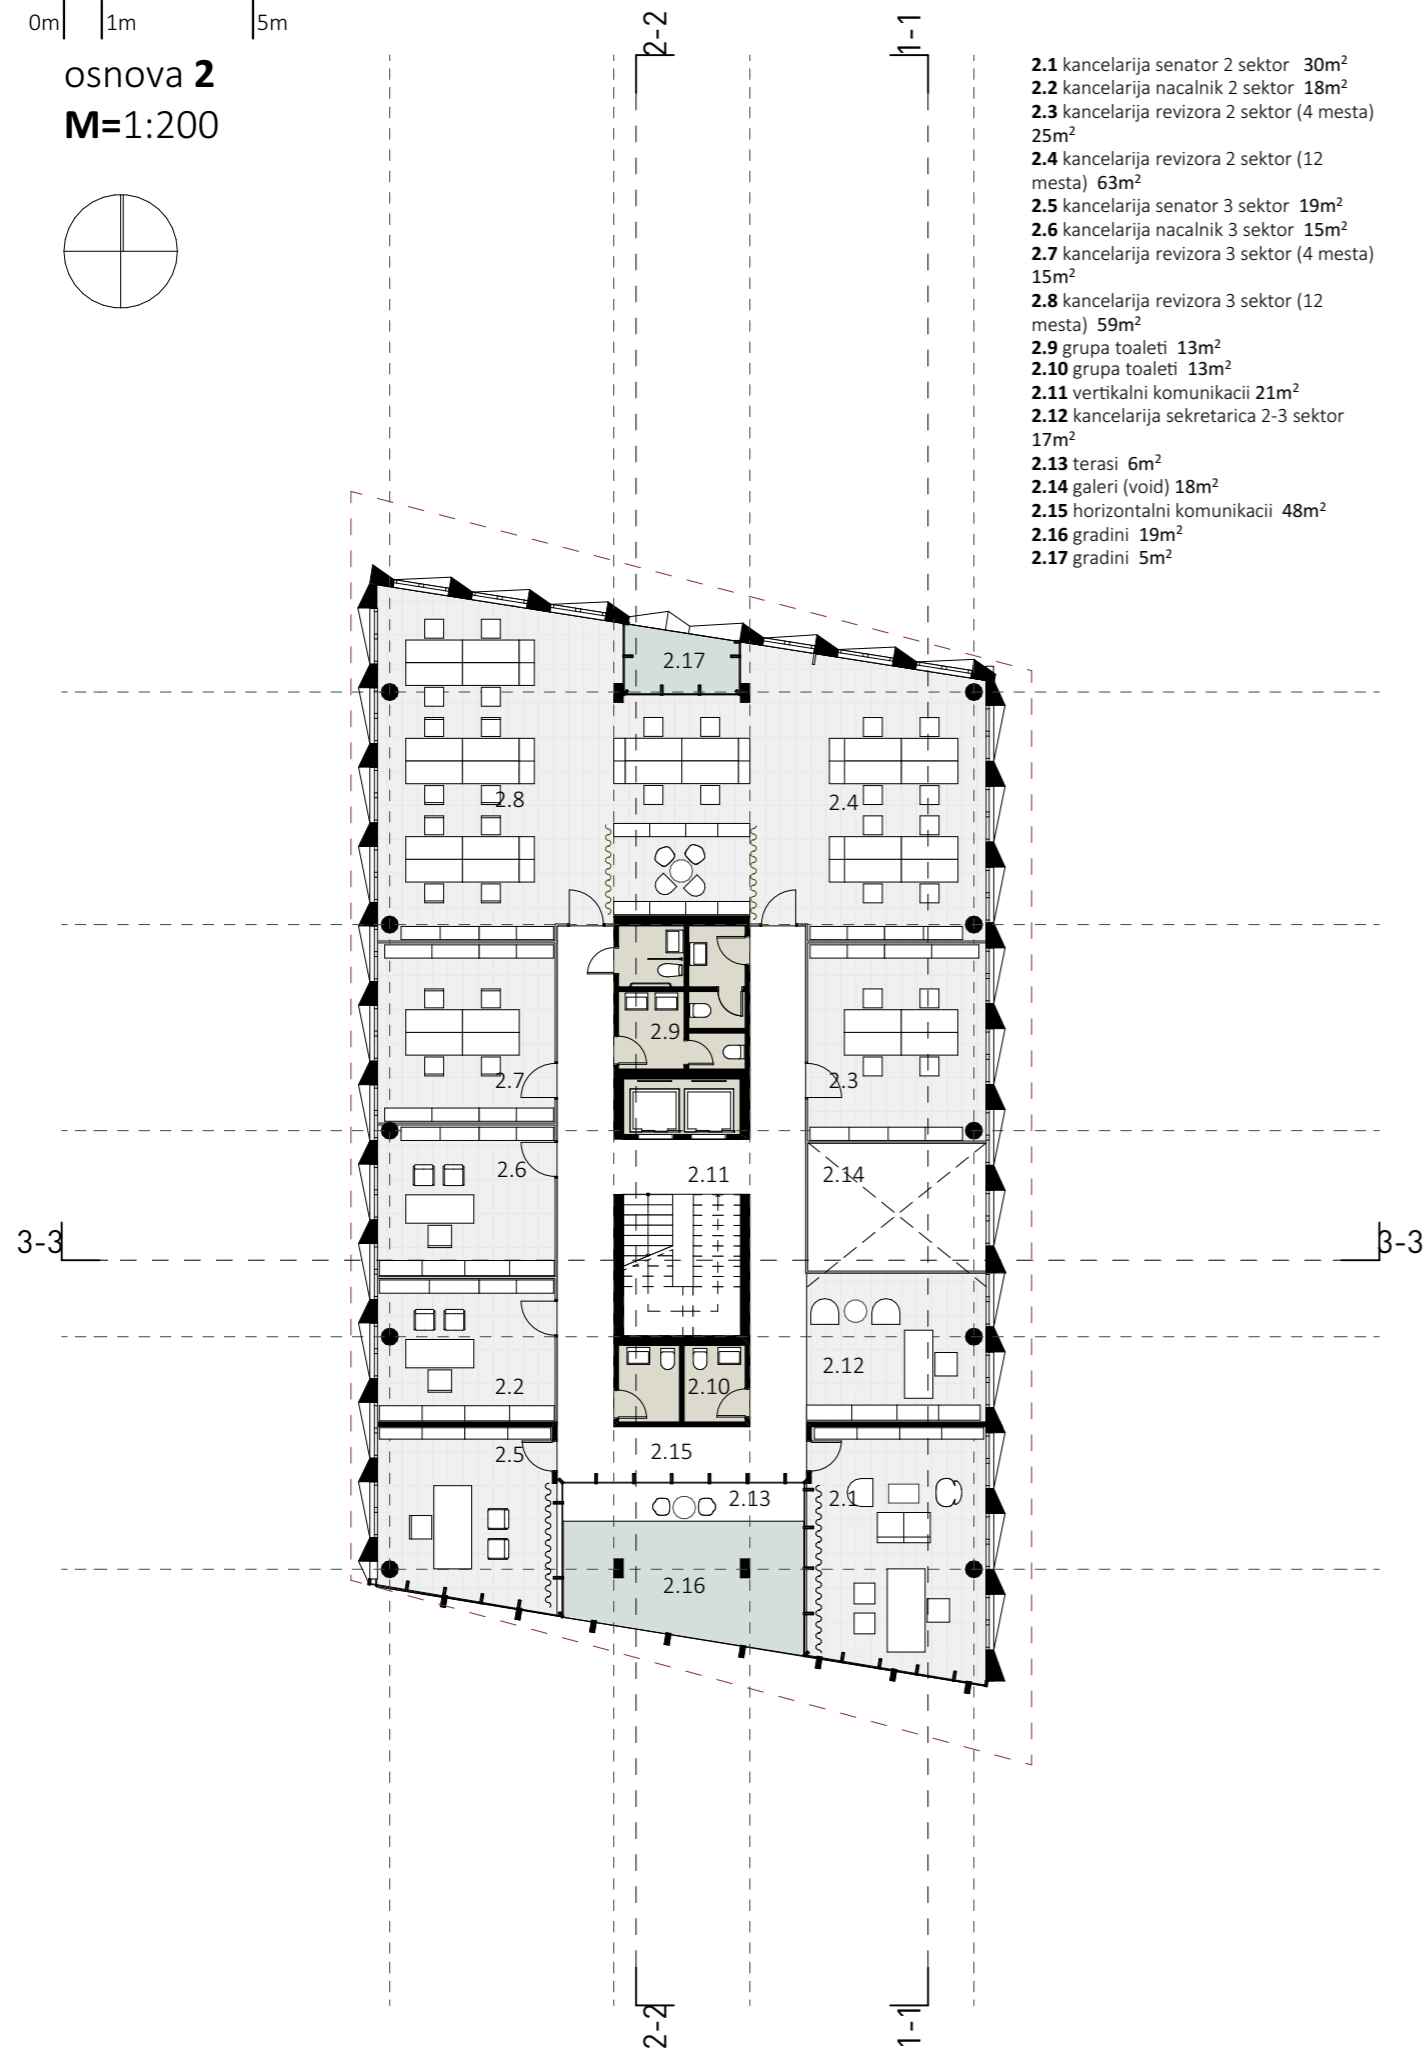 0m 1m 5m
osnova 2
M=1:200
2-2
1-1
2.1 kancelarija senator 2 sektor 30m²
2.2 kancelarija nacalnik 2 sektor 18m²
2.3 kancelarija revizora 2 sektor (4 mesta)
25m²
2.4 kancelarija revizora 2 sektor (12
mesta) 63m²
2.5 kancelarija senator 3 sektor 19m²
2.6 kancelarija nacalnik 3 sektor 15m²
2.7 kancelarija revizora 3 sektor (4 mesta)
15m²
2.8 kancelarija revizora 3 sektor (12
mesta) 59m²
2.9 grupa toaleti 13m²
2.10 grupa toaleti 13m²
2.11 vertikalni komunikacii 21m²
2.12 kancelarija sekretarica 2-3 sektor
17m²
2.13 terasi 6m²
2.14 galeri (void) 18m²
2.15 horizontalni komunikacii 48m²
2.16 gradini 19m²
2.17 gradini 5m²
2.17
2.8
2.4
2.9
2.7
2.3
2.6
2.11
2.14
3-3
3-3
2.12
2.2
2.10
2.5
2.15
2.13
2.1
2.16
2-2
1-1